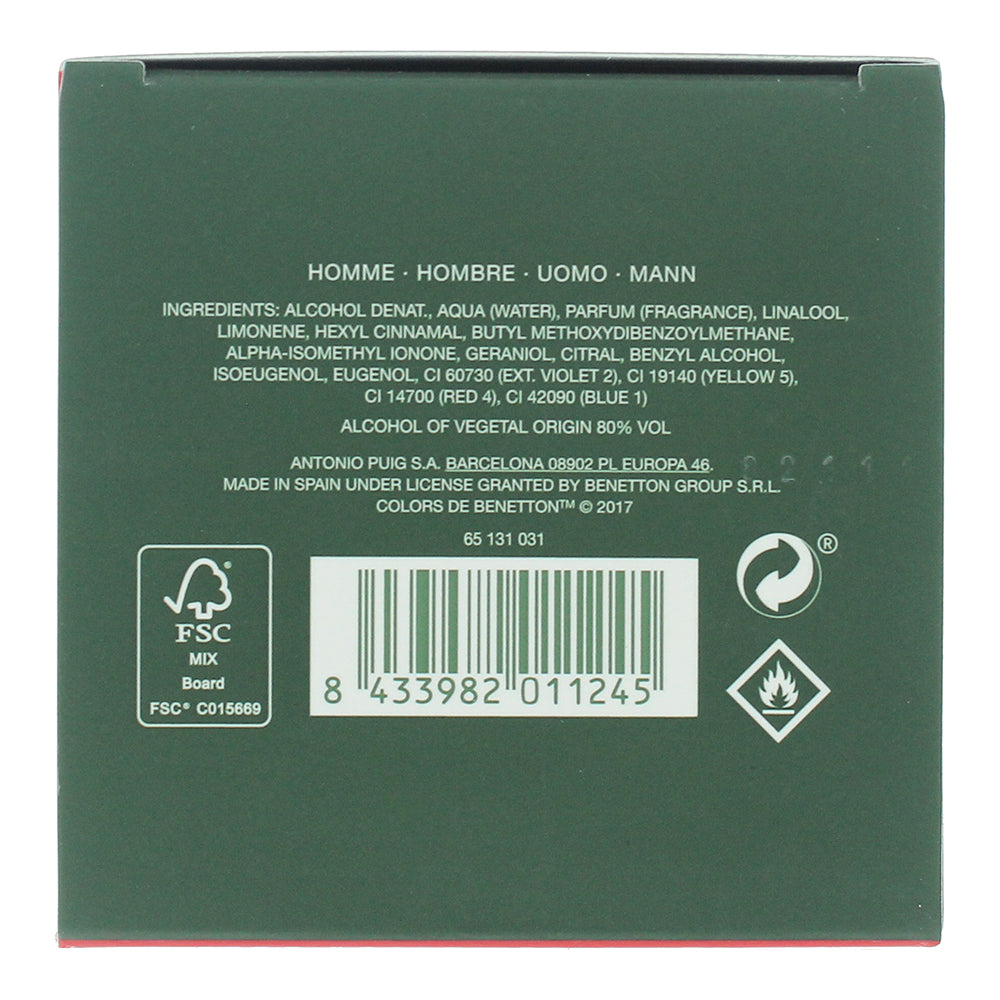 HOMME · HOMBRE · UOMO · MANN
INGREDIENTS: ALCOHOL DENAT., AQUA (WATER), PARFUM (FRAGRANCE), LINALOOL,
LIMONENE, HEXYL CINNAMAL, BUTYL METHOXYDIBENZOYLMETHANE,
ALPHA-ISOMETHYL IONONE, GERANIOL, CITRAL, BENZYL ALCOHOL,
ISOEUGENOL, EUGENOL, CI 60730 (EXT. VIOLET 2), CI 19140 (YELLOW 5),
CI 14700 (RED 4), CI 42090 (BLUE 1)
ALCOHOL OF VEGETAL ORIGIN 80% VOL
ANTONIO PUIG S.A. BARCELONA 08902 PL EUROPA 46.
MADE IN SPAIN UNDER LICENSE GRANTED BY BENETTON GROUP S.R.L.
COLORS DE BENETTON™ © 2017
65 131 031
®
FSC
MIX
Board
FSC® C015669
8 433982 011245